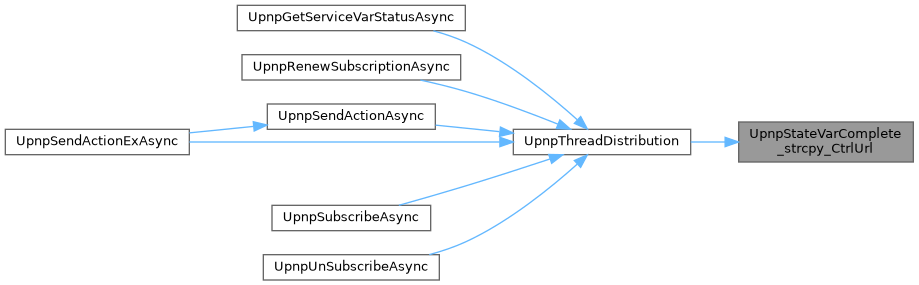 UpnpGetServiceVarStatusAsync
UpnpRenewSubscriptionAsync
UpnpSendActionAsync
UpnpSendActionExAsync
UpnpThreadDistribution
UpnpStateVarComplete
_strcpy_CtrlUrl
UpnpSubscribeAsync
UpnpUnSubscribeAsync